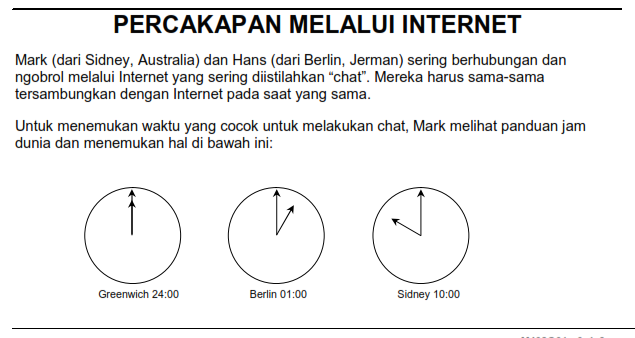 PERCAKAPAN MELALUI INTERNET
Mark (dari Sidney, Australia) dan Hans (dari Berlin, Jerman) sering berhubungan dan
ngobrol melalui Internet yang sering diistilahkan “chat”. Mereka harus sama-sama
tersambungkan dengan Internet pada saat yang sama.
Untuk menemukan waktu yang cocok untuk melakukan chat, Mark melihat panduan jam
dunia dan menemukan hal di bawah ini:
Greenwich 24:00
Berlin 01:00
Sidney 10:00